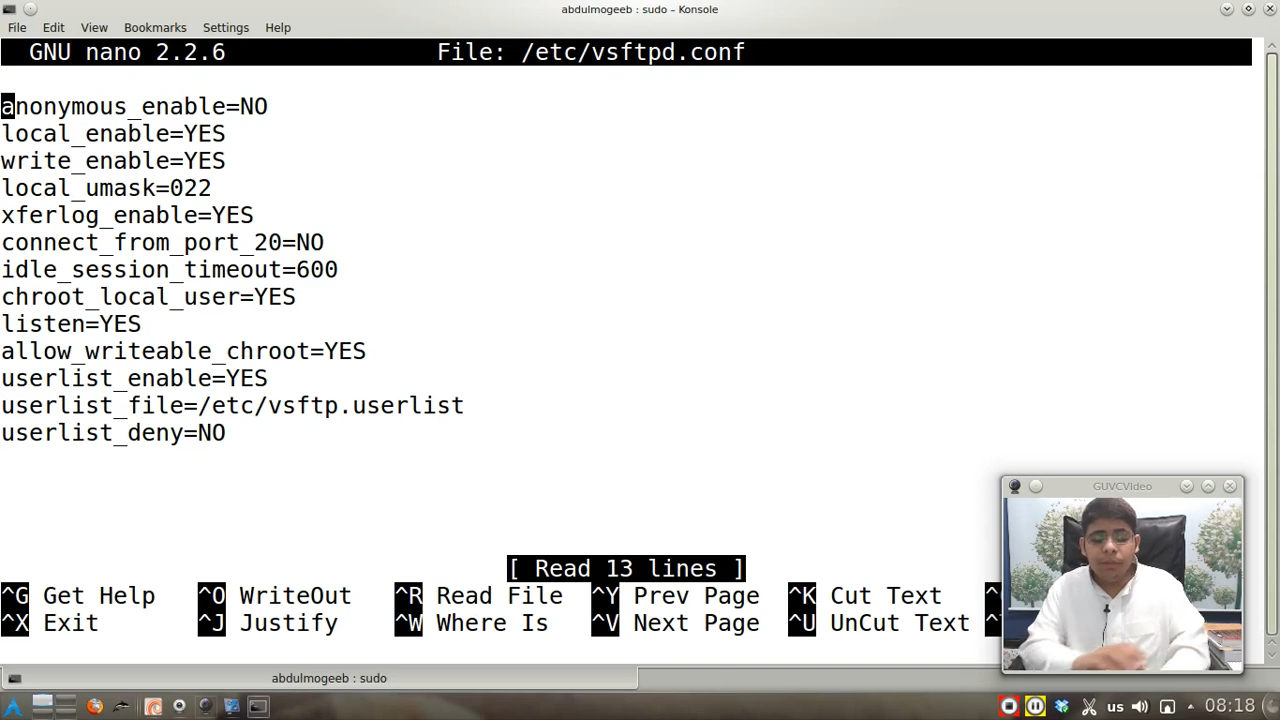 abdulmogeeb : sudo – Konsole
File Edit View Bookmarks Settings Help
GNU nano 2.2.6 File: /etc/vsftpd.conf
anonymous_enable=NO
local_enable=YES
write_enable=YES
local_umask=022
xferlog_enable=YES
connect_from_port_20=NO
idle_session_timeout=600
chroot_local_user=YES
listen=YES
allow_writeable_chroot=YES
userlist_enable=YES
userlist_file=/etc/vsftp.userlist
userlist_deny=NO
GUVCVideo
[ Read 13 lines ]
^G Get Help ^O WriteOut ^R Read File ^Y Prev Page ^K Cut Text
^X Exit ^J Justify ^W Where Is ^V Next Page ^U UnCut Text
abdulmogeeb : sudo
us 08:18